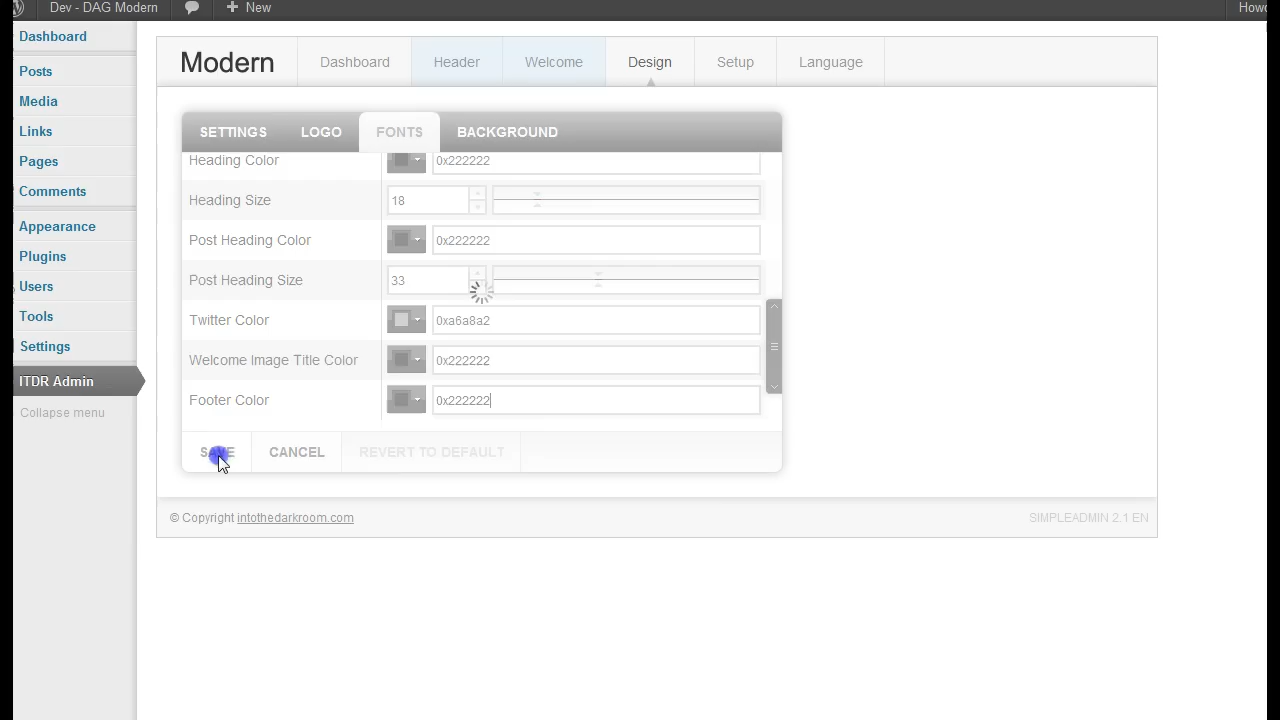 Dev - DAG Modern
New
Howd
Dashboard
Posts
Media
Links
Pages
Comments
Appearance
Plugins
Users
Tools
Settings
ITDR Admin
Collapse menu
Modern
Dashboard
Header
Welcome
Design
Setup
Language
SETTINGS
LOGO
FONTS
BACKGROUND
Heading Color
0x222222
Heading Size
18
Post Heading Color
0x222222
Post Heading Size
33
Twitter Color
0xa6a8a2
Welcome Image Title Color
0x222222
Footer Color
0x222222
SAVE
CANCEL
REVERT TO DEFAULT
© Copyright intothedarkroom.com
SIMPLEADMIN 2.1 EN